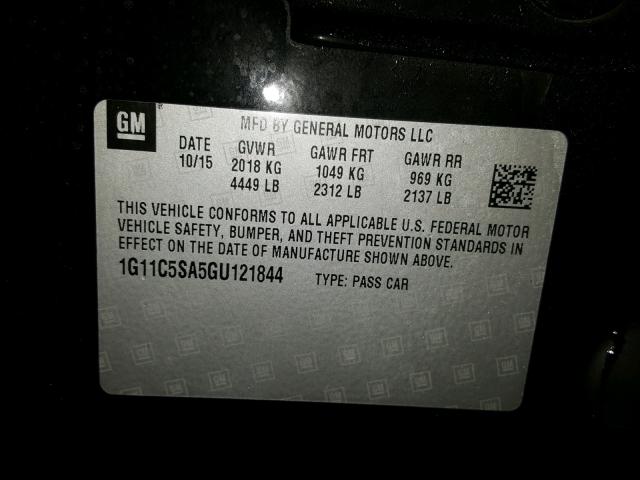 GM
MFD BY GENERAL MOTORS LLC
DATE GVWR GAWR FRT GAWR RR
10/15 2018 KG 1049 KG 969 KG
4449 LB 2312 LB 2137 LB
THIS VEHICLE CONFORMS TO ALL APPLICABLE U.S. FEDERAL MOTOR
VEHICLE SAFETY, BUMPER, AND THEFT PREVENTION STANDARDS IN
EFFECT ON THE DATE OF MANUFACTURE SHOWN ABOVE.
1G11C5SA5GU121844 TYPE: PASS CAR